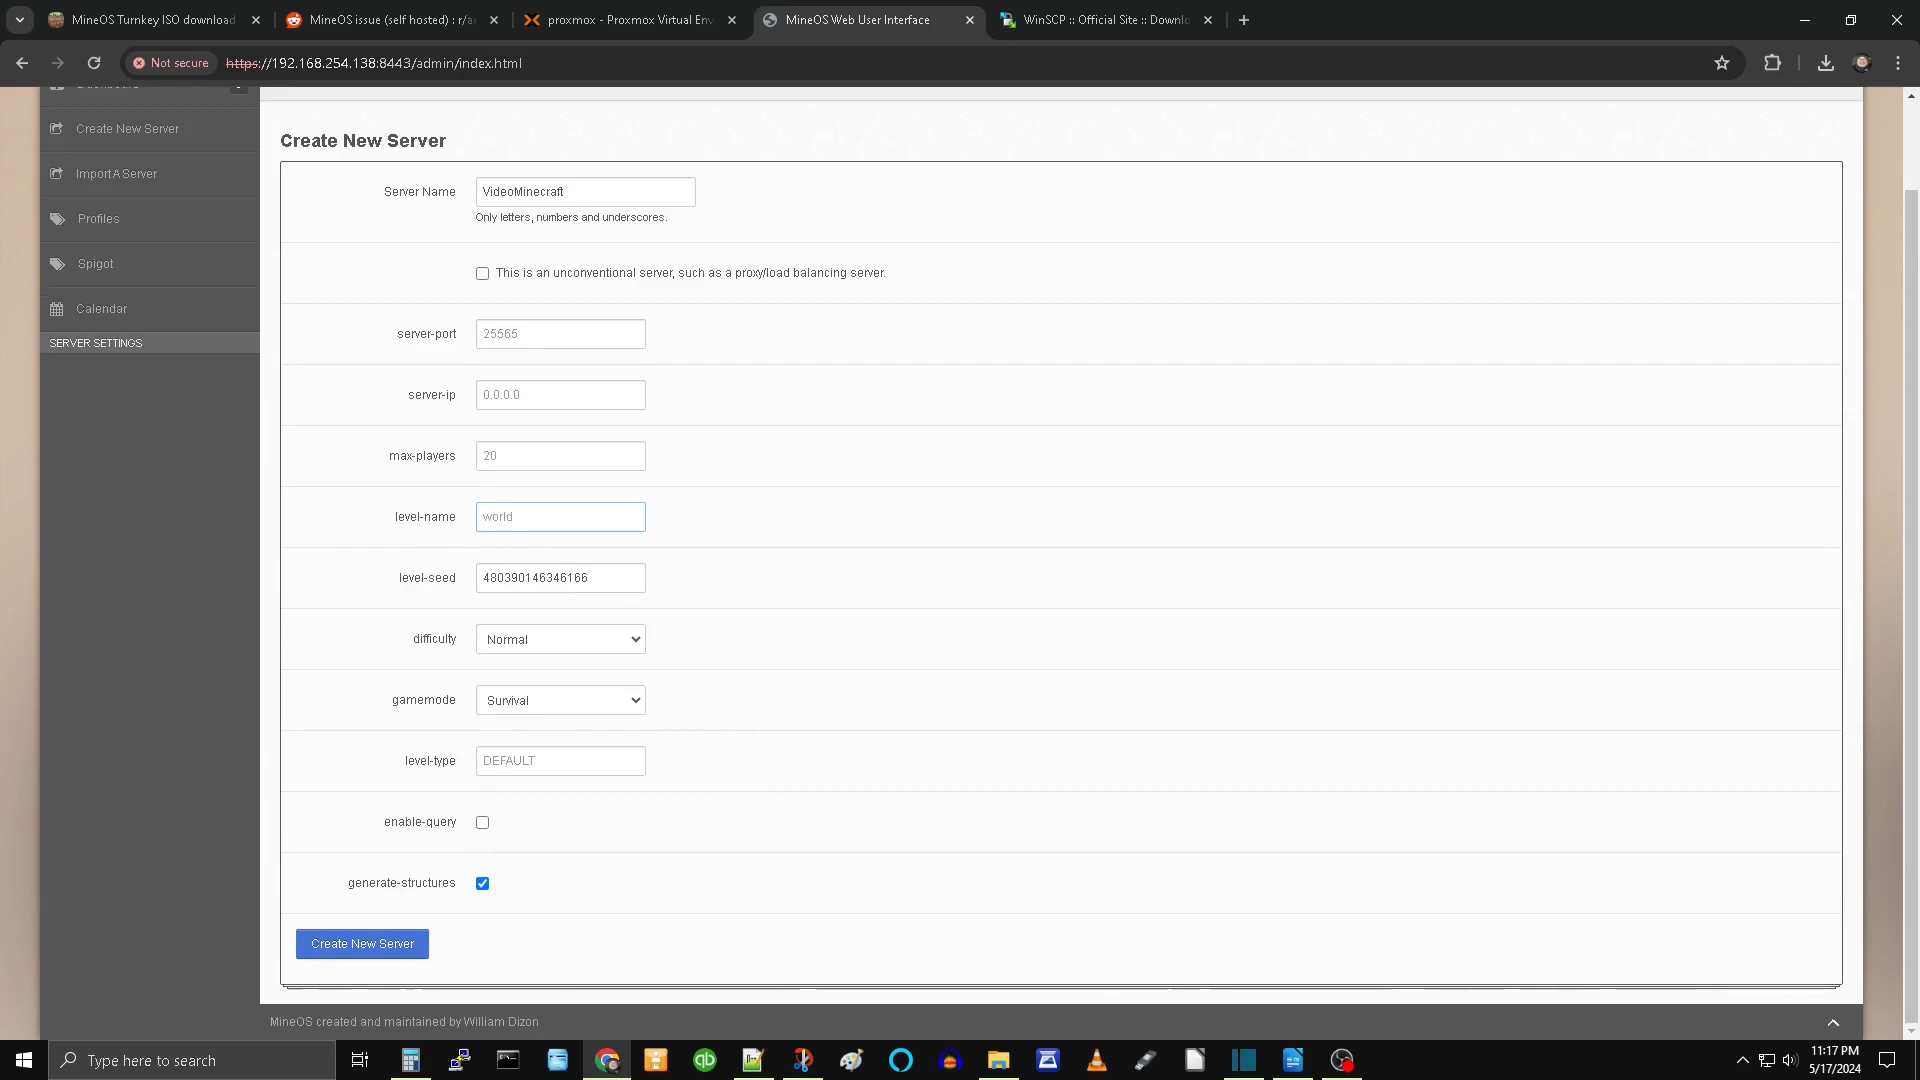 MineOS Turnkey ISO download
MineOS issue (self hosted) : r/a
proxmox - Proxmox Virtual Env
MineOS Web User Interface
WinSCP :: Official Site :: Downlo
Not secure
https://192.168.254.138:8443/admin/index.html
Create New Server
Import A Server
Profiles
Spigot
Calendar
SERVER SETTINGS
Create New Server
Server Name
VideoMinecraft
Only letters, numbers and underscores.
This is an unconventional server, such as a proxy/load balancing server.
server-port
25565
server-ip
0.0.0.0
max-players
20
level-name
world
level-seed
480390146346166
difficulty
Normal
gamemode
Survival
level-type
DEFAULT
enable-query
generate-structures
Create New Server
MineOS created and maintained by William Dizon
Type here to search
qb
11:17 PM
5/17/2024